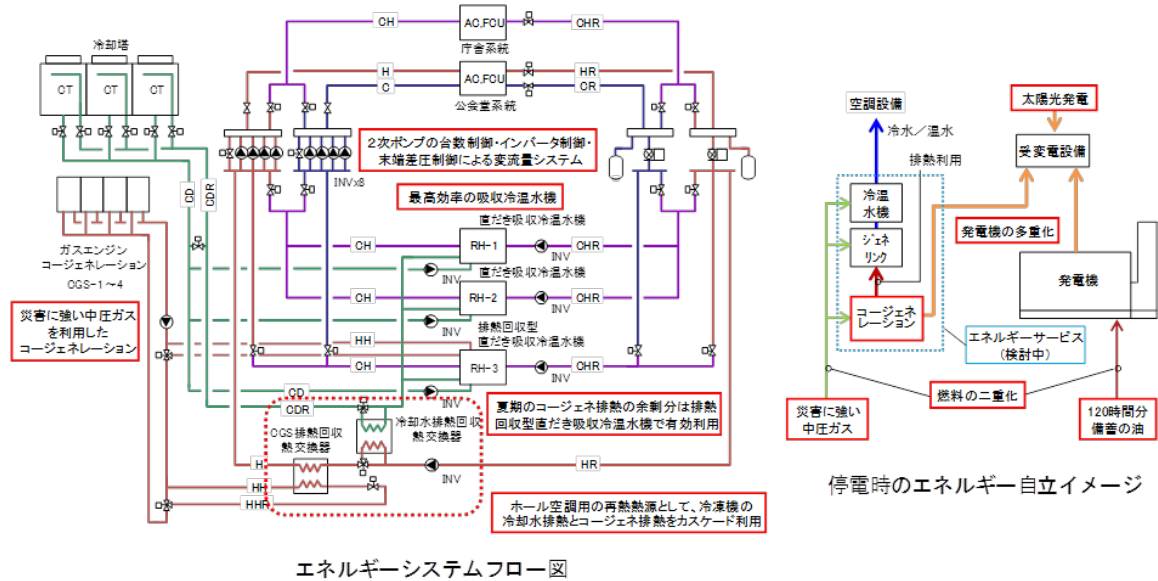 CH
AC.FCU
CHR
庁舎系統
H
AC.FCU
HR
C
CR
公会堂系統
冷却塔
CT
CT
CT
2次ポンプの台数制御・インバータ制御・
末端差圧制御による変流量システム
INVx8
CD
CDR
最高効率の吸収冷温水機
直だき吸収冷温水機
CH
RH-1
CHR
INV
INV
直だき吸収冷温水機
CH
RH-2
CHR
INV
INV
排熱回収型
直だき吸収冷温水機
HH
CH
RH-3
CHR
INV
INV
ガスエンジン
コージェネレーション
CGS-1~4
災害に強い中圧ガス
を利用した
コージェネレーション
CD
CDR
夏期のコージェネ排熱の余剰分は排熱
回収型直だき吸収冷温水機で有効利用
冷却水排熱回収
熱交換器
CGS排熱回収
熱交換器
H
HR
INV
HH
HHR
ホール空調用の再熱熱源として、冷凍機の
冷却水排熱とコージェネ排熱をカスケード利用
エネルギーシステムフロー図
空調設備
冷水/温水
排熱利用
太陽光発電
受変電設備
冷温
水機
ジェネ
リンク
コージェネ
レーション
発電機の多重化
発電機
エネルギーサービス
(検討中)
災害に強い
中圧ガス
燃料の二重化
120時間分
備蓄の油
停電時のエネルギー自立イメージ